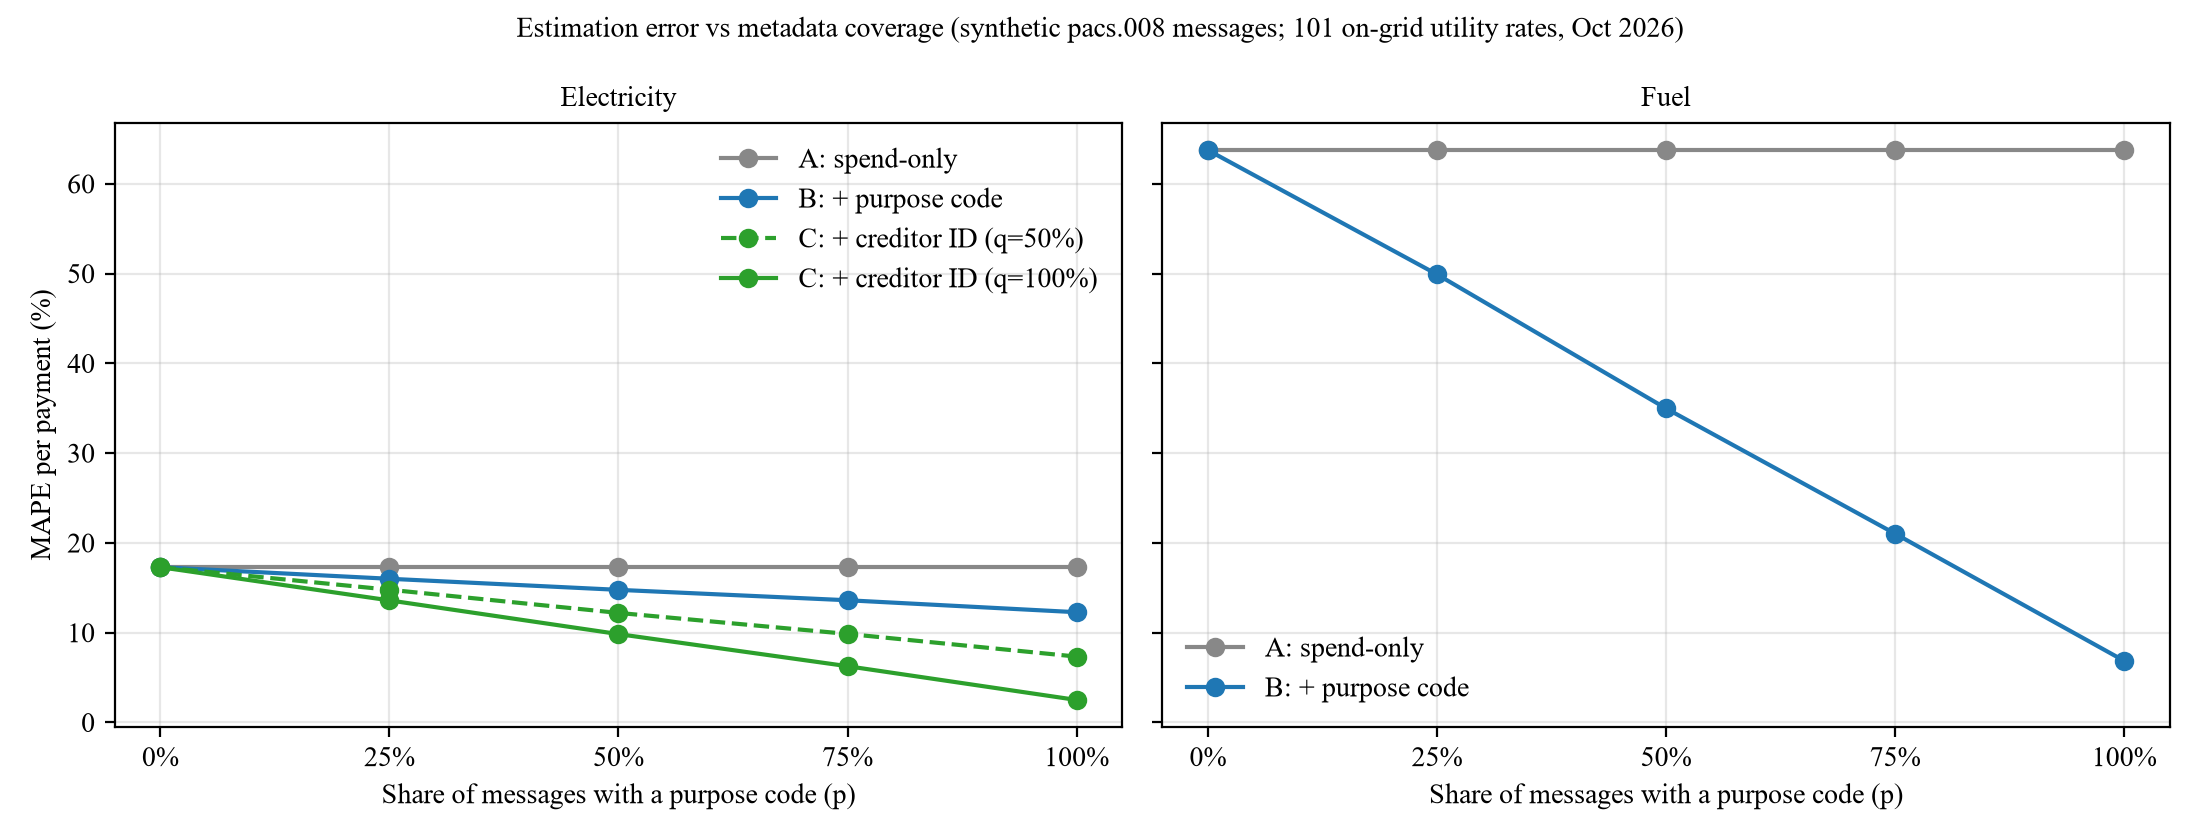 Estimation error vs metadata coverage (synthetic pacs.008 messages; 101 on-grid utility rates, Oct 2026)
Electricity
MAPE per payment (%)
60
50
40
30
20
10
0
A: spend-only
B: + purpose code
C: + creditor ID (q=50%)
C: + creditor ID (q=100%)
0% 25% 50% 75% 100%
Share of messages with a purpose code (p)
Fuel
A: spend-only
B: + purpose code
0% 25% 50% 75% 100%
Share of messages with a purpose code (p)